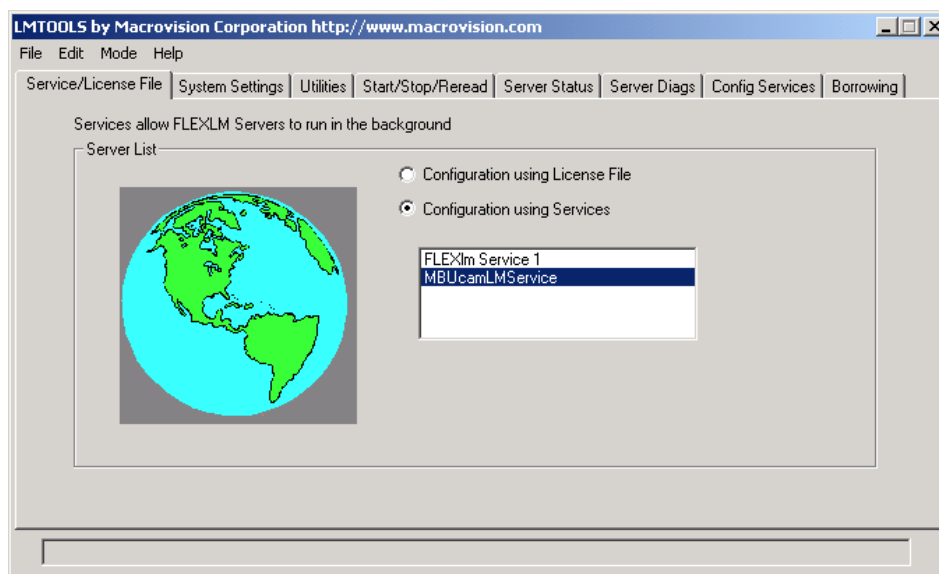 LMTOOLS by Macrovision Corporation http://www.macrovision.com
File Edit Mode Help
Service/License File System Settings Utilities Start/Stop/Reread Server Status Server Diags Config Services Borrowing
Services allow FLEXLM Servers to run in the background
Server List
Configuration using License File
Configuration using Services
FLEXlm Service 1
MBUcamLMService